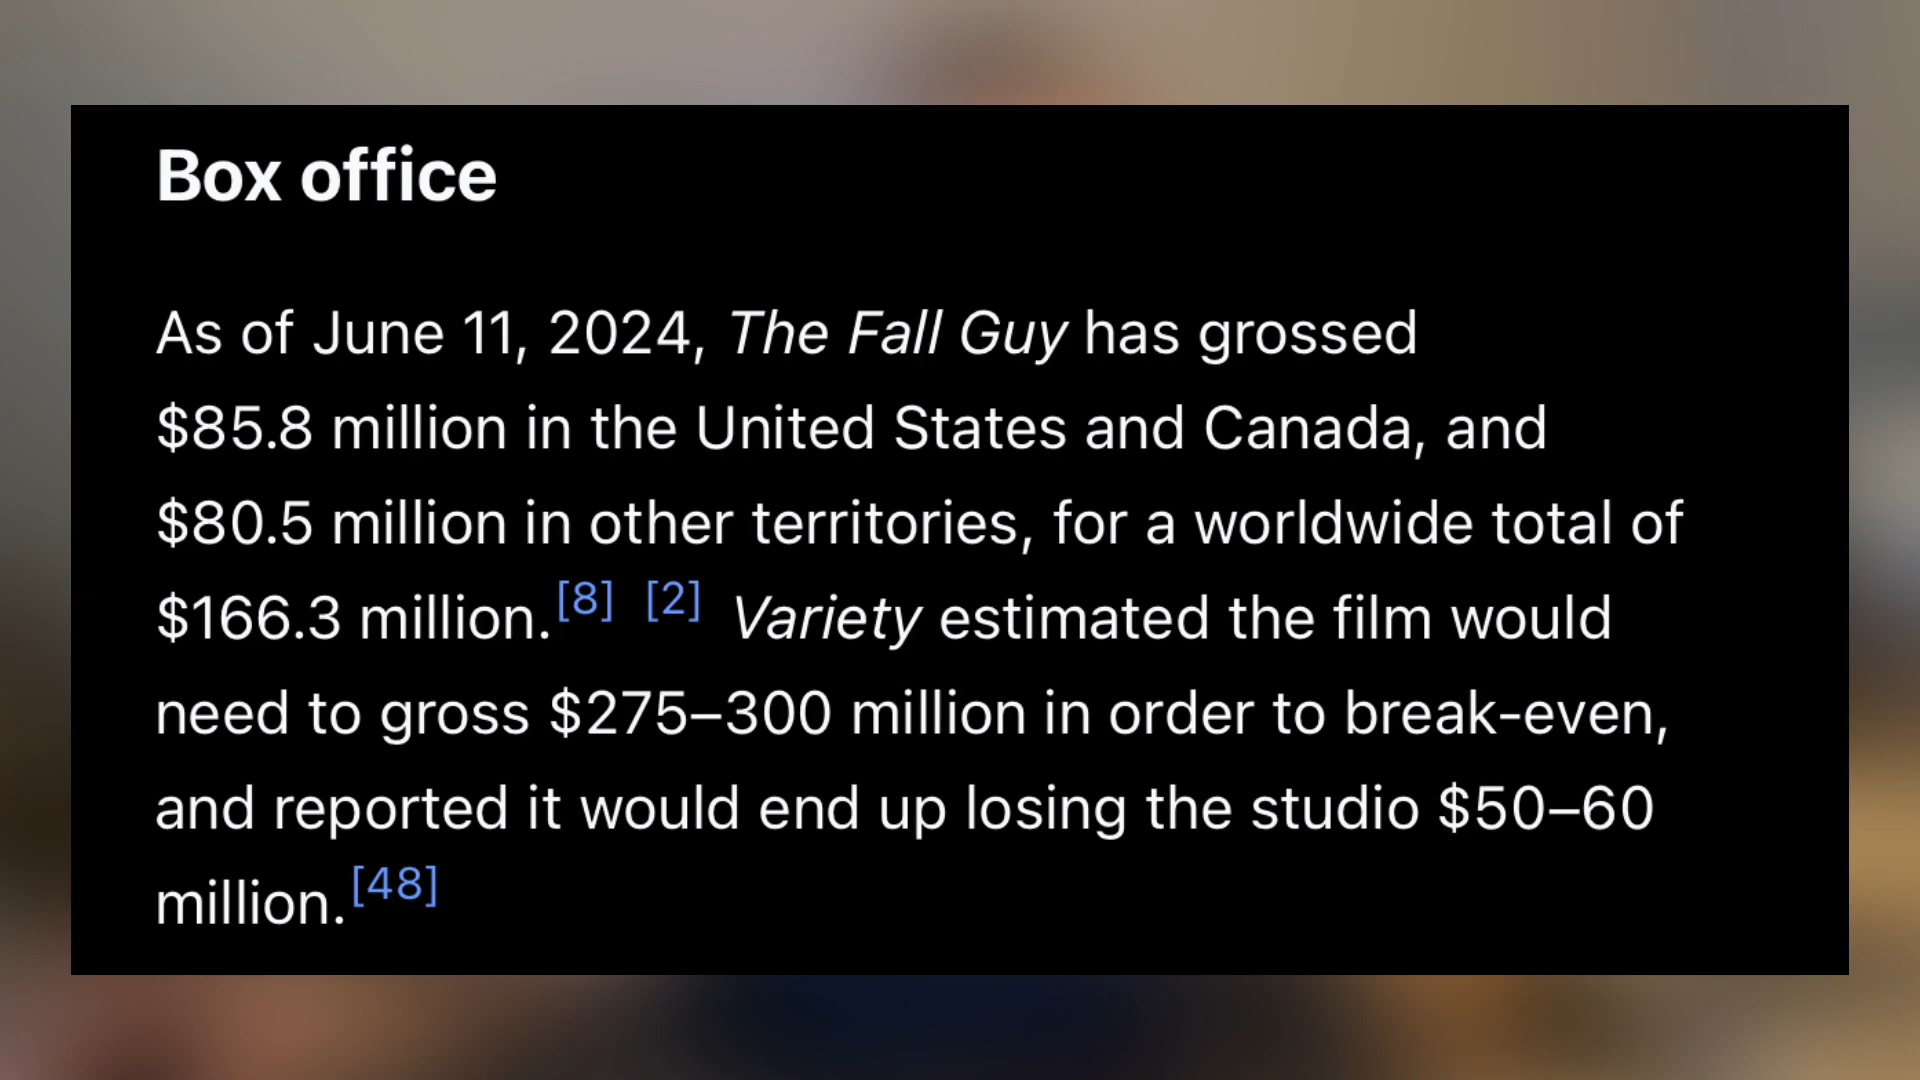 Box office
As of June 11, 2024, The Fall Guy has grossed
$85.8 million in the United States and Canada, and
$80.5 million in other territories, for a worldwide total of
$166.3 million.[8] [2] Variety estimated the film would
need to gross $275–300 million in order to break-even,
and reported it would end up losing the studio $50–60
million.[48]